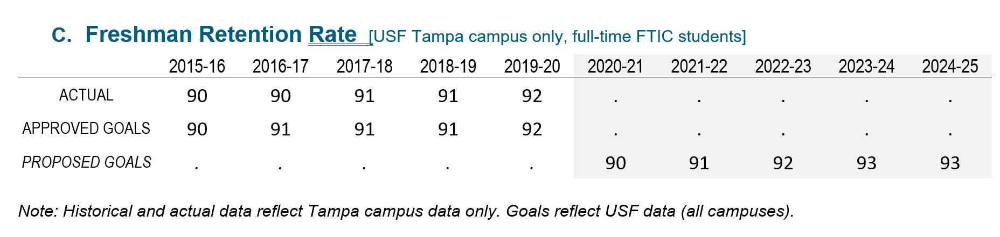 C. Freshman Retention Rate [USF Tampa campus only, full-time FTIC students]
2015-16 2016-17 2017-18 2018-19 2019-20 2020-21 2021-22 2022-23 2023-24 2024-25
ACTUAL 90 90 91 91 92 . . . . .
APPROVED GOALS 90 91 91 91 92 . . . . .
PROPOSED GOALS . . . . . 90 91 92 93 93
Note: Historical and actual data reflect Tampa campus data only. Goals reflect USF data (all campuses).